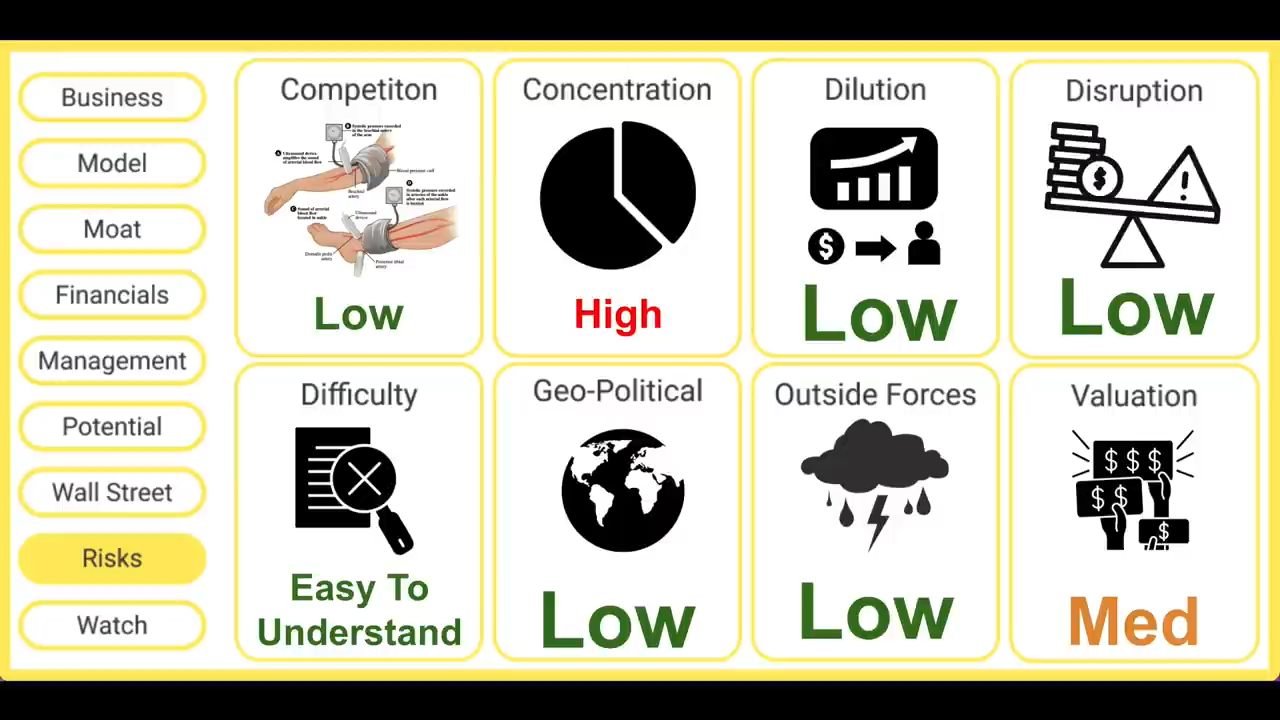 Business
Model
Moat
Financials
Management
Potential
Wall Street
Risks
Watch
Competiton
Low
Concentration
High
Dilution
$
Low
Disruption
$
!
Low
Difficulty
Easy To
Understand
Geo-Political
Low
Outside Forces
Low
Valuation
$ $ $
$ $
$
Med